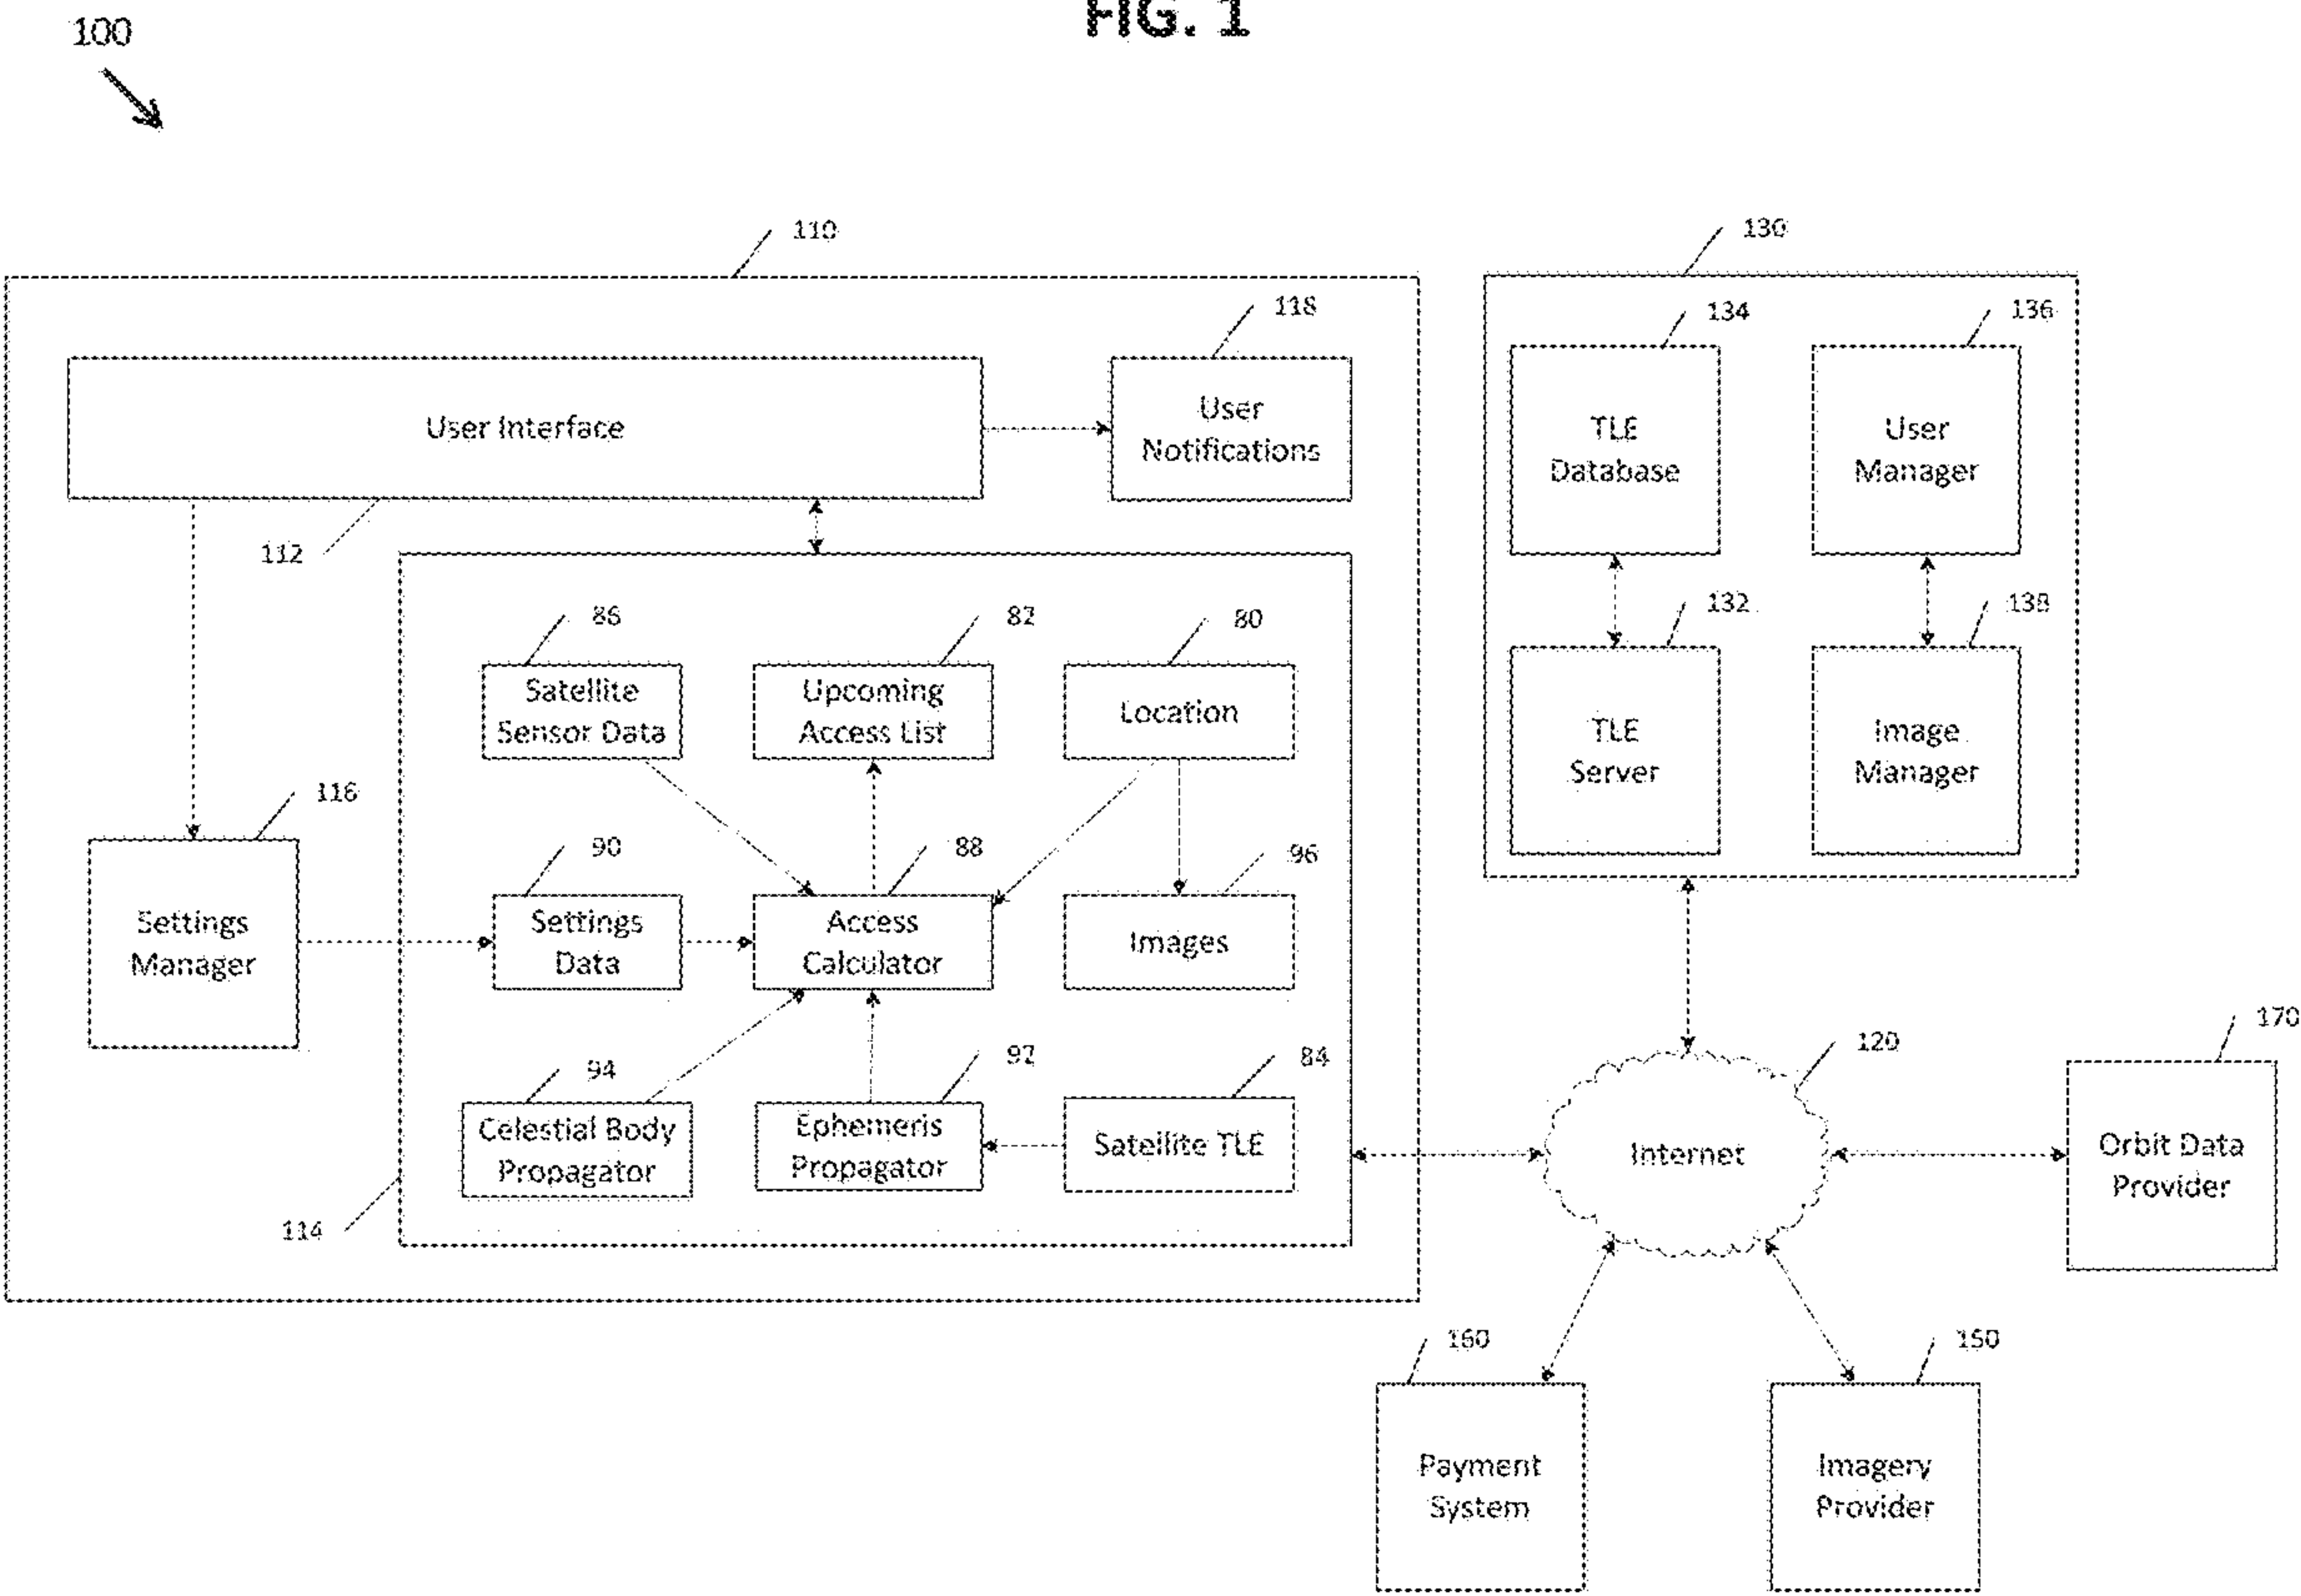 FIG. 1
100
110
130
118
134
136
User Interface
User
Notifications
TLE
Database
User
Manager
112
86
82
80
132
138
Satellite
Sensor Data
Upcoming
Access List
Location
TLE
Server
Image
Manager
116
90
88
96
Settings
Manager
Settings
Data
Access
Calculator
Images
94
92
84
120
170
Celestial Body
Propagator
Ephemeris
Propagator
Satellite TLE
Internet
Orbit Data
Provider
114
160
150
Payment
System
Imagery
Provider